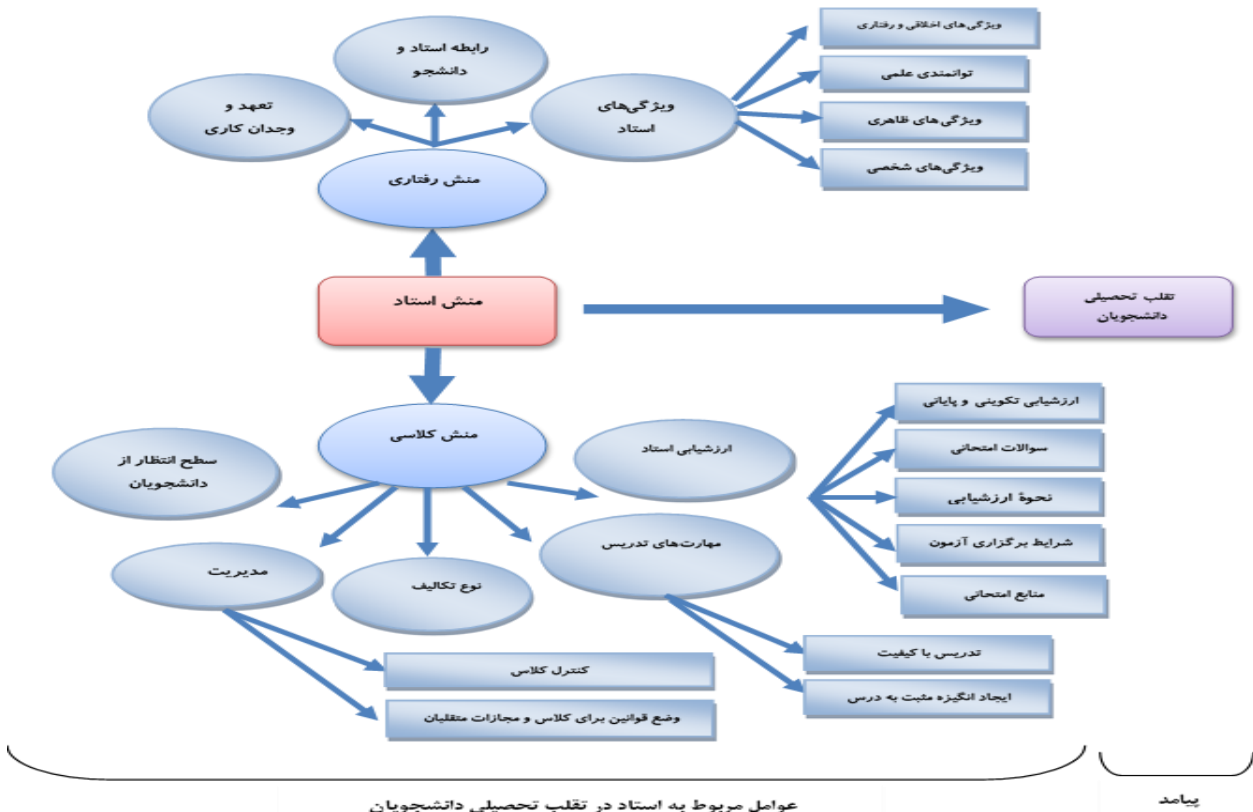 رابطه استاد و
دانشجو
تعهد و
وجدان کاری
ویژگی‌های
استاد
ویژگی‌های اخلاقی و رفتاری
توانمندی علمی
ویژگی‌های ظاهری
ویژگی‌های شخصی
منش رفتاری
منش استاد
تقلب تحصیلی
دانشجویان
منش کلاسی
سطح انتظار از
دانشجویان
مدیریت
نوع تکالیف
مهارت‌های تدریس
ارزشیابی استاد
ارزشیابی تکوینی و پایانی
سوالات امتحانی
نحوۀ ارزشیابی
شرایط برگزاری آزمون
منابع امتحانی
تدریس با کیفیت
ایجاد انگیزه مثبت به درس
کنترل کلاس
وضع قوانین برای کلاس و مجازات متقلبان
پیامد
عوامل مربوط به استاد در تقلب تحصیلی دانشجویان